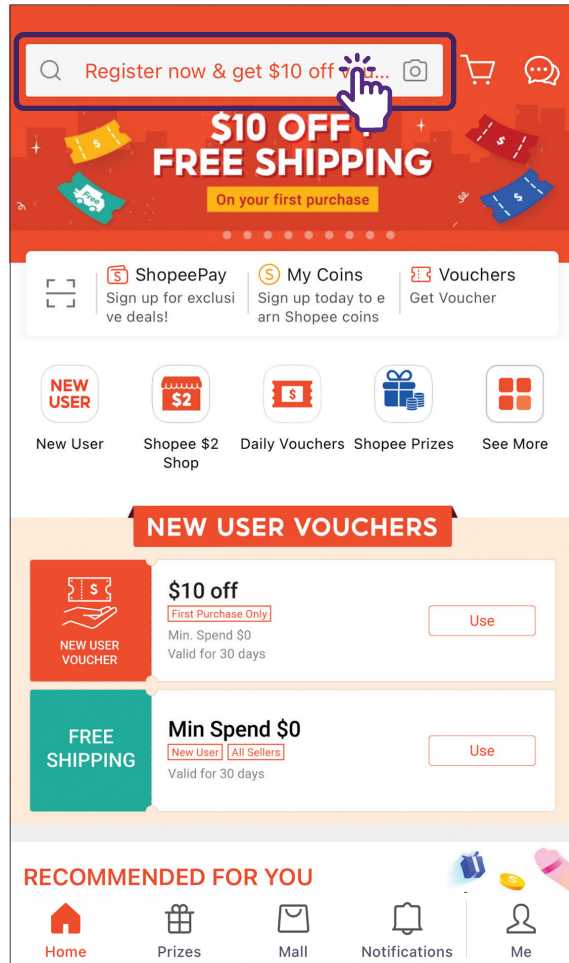 Register now & get $10 off vou...
$10 OFF +
FREE SHIPPING
On your first purchase
Free
ShopeePay
Sign up for exclusi
ve deals!
My Coins
Sign up today to e
arn Shopee coins
Vouchers
Get Voucher
NEW
USER
$2
$
New User
Shopee $2
Shop
Daily Vouchers
Shopee Prizes
See More
NEW USER VOUCHERS
$
NEW USER
VOUCHER
$10 off
First Purchase Only
Min. Spend $0
Valid for 30 days
Use
FREE
SHIPPING
Min Spend $0
New User
All Sellers
Valid for 30 days
Use
RECOMMENDED FOR YOU
Home
Prizes
Mall
Notifications
Me